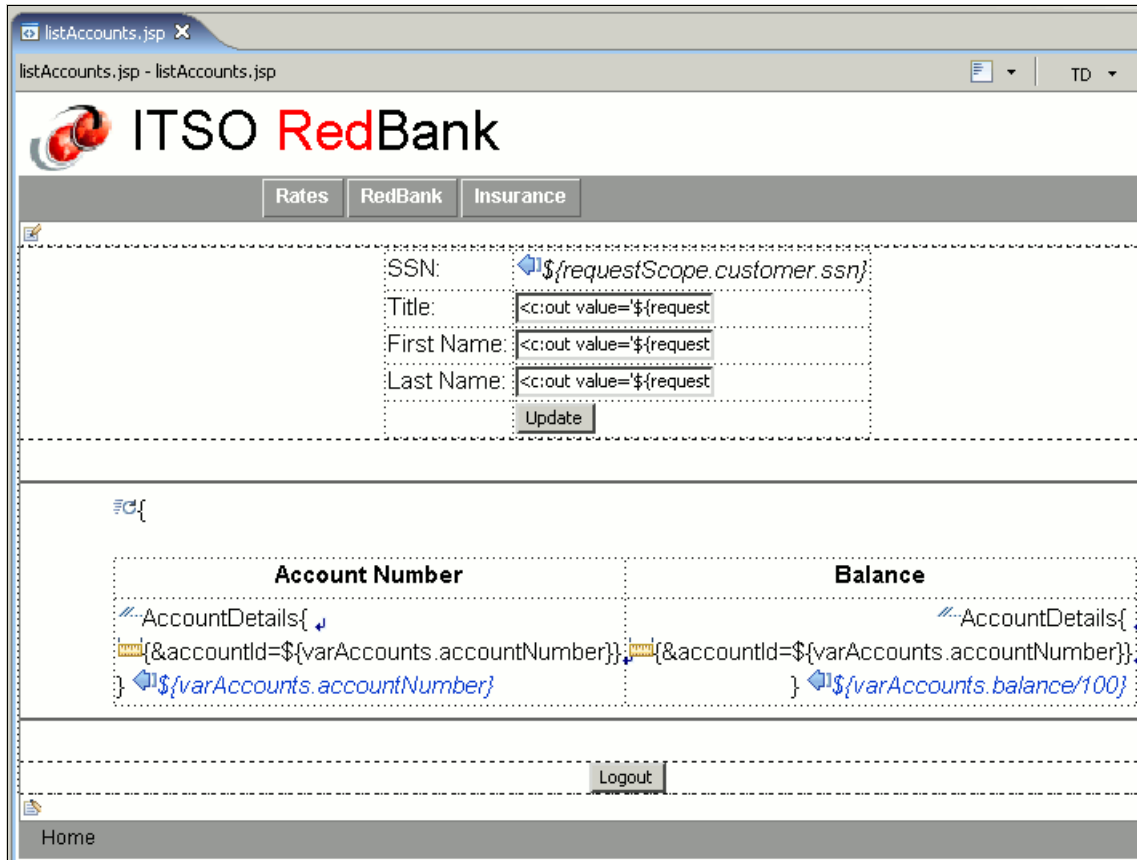 listAccounts.jsp
listAccounts.jsp - listAccounts.jsp
TD
ITSO RedBank
Rates RedBank Insurance
SSN: ${requestScope.customer.ssn}
Title: <c:out value='${request
First Name: <c:out value='${request
Last Name: <c:out value='${request
Update
{
Account Number Balance
AccountDetails{ AccountDetails{
{&accountId=${varAccounts.accountNumber}} {&accountId=${varAccounts.accountNumber}}
} ${varAccounts.accountNumber} } ${varAccounts.balance/100}
Logout
Home